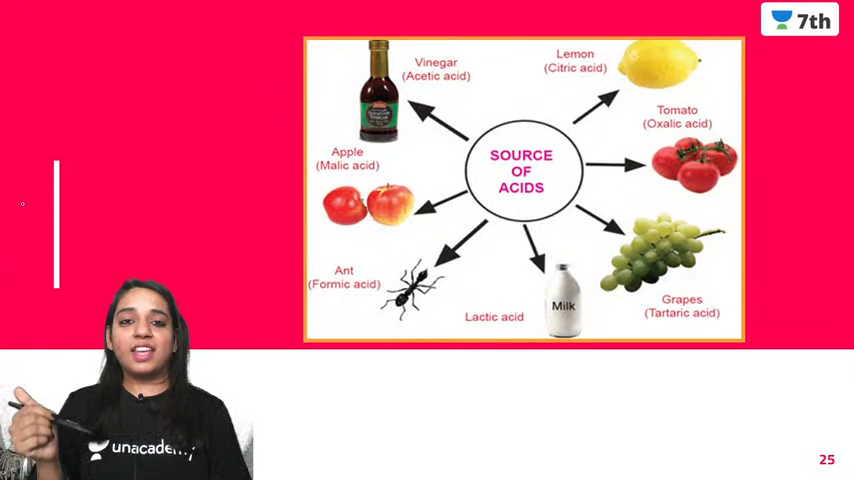 7th
Vinegar
(Acetic acid)
Lemon
(Citric acid)
Tomato
(Oxalic acid)
Apple
(Malic acid)
SOURCE
OF
ACIDS
Ant
(Formic acid)
Lactic acid
Milk
Grapes
(Tartaric acid)
unacademy
25